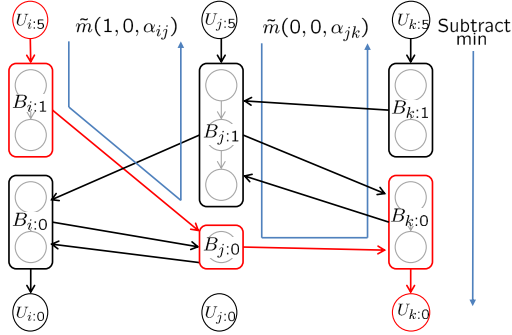 U_{i:5} U_{j:5} U_{k:5}
m̃(1, 0, α_{ij}) m̃(0, 0, α_{jk}) Subtract
min
B_{i:1} B_{j:1} B_{k:1}
B_{i:0} B_{j:0} B_{k:0}
U_{i:0} U_{j:0} U_{k:0}